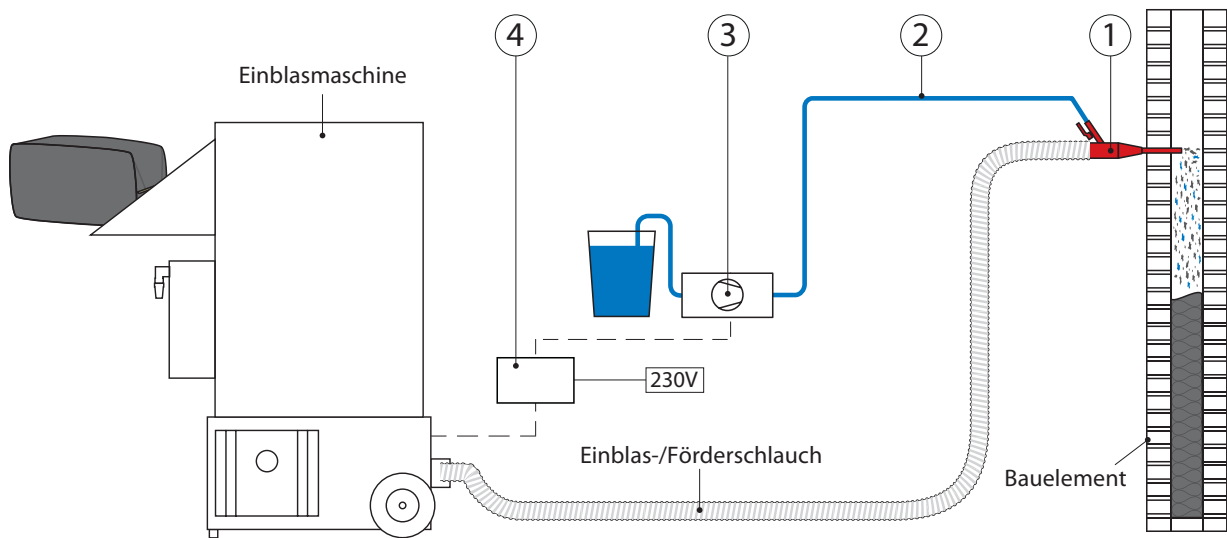 4
3
2
1
Einblasmaschine
230V
Einblas-/Förderschlauch
Bauelement